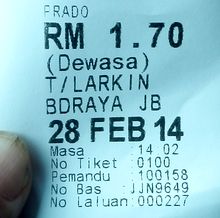 PRADO
RM 1.70
(Dewasa)
T/LARKIN
BDRAYA JB
28 FEB 14
Masa :14:02
No Tiket :0100
Pemandu :100158
No Bas :JJN9649
No Laluan:000227